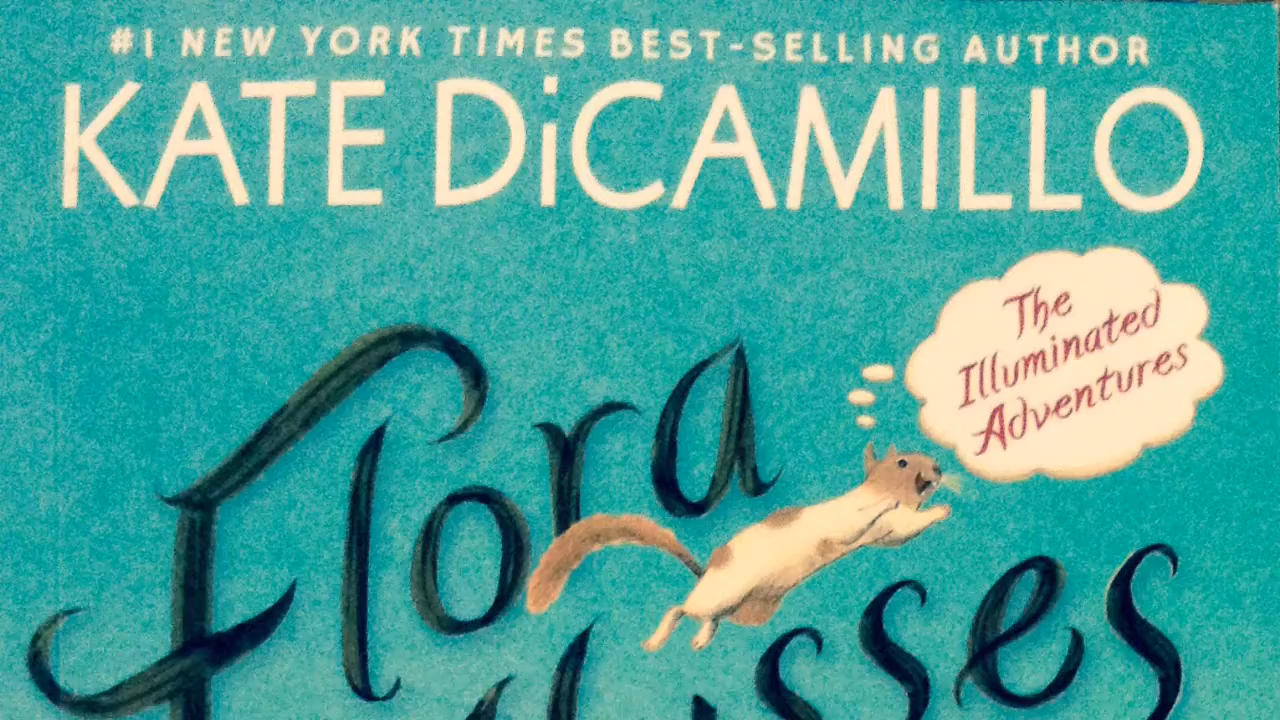 #1 NEW YORK TIMES BEST-SELLING AUTHOR
KATE DiCAMILLO
The
Illuminated
Adventures
Flora